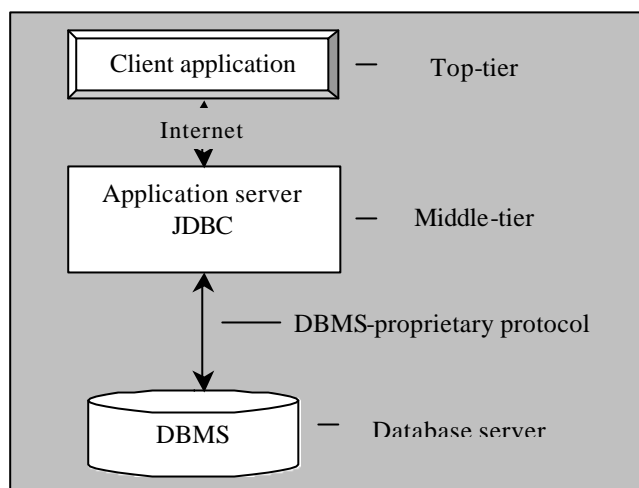 Client application
Top-tier
Internet
Application server
JDBC
Middle-tier
DBMS-proprietary protocol
DBMS
Database server